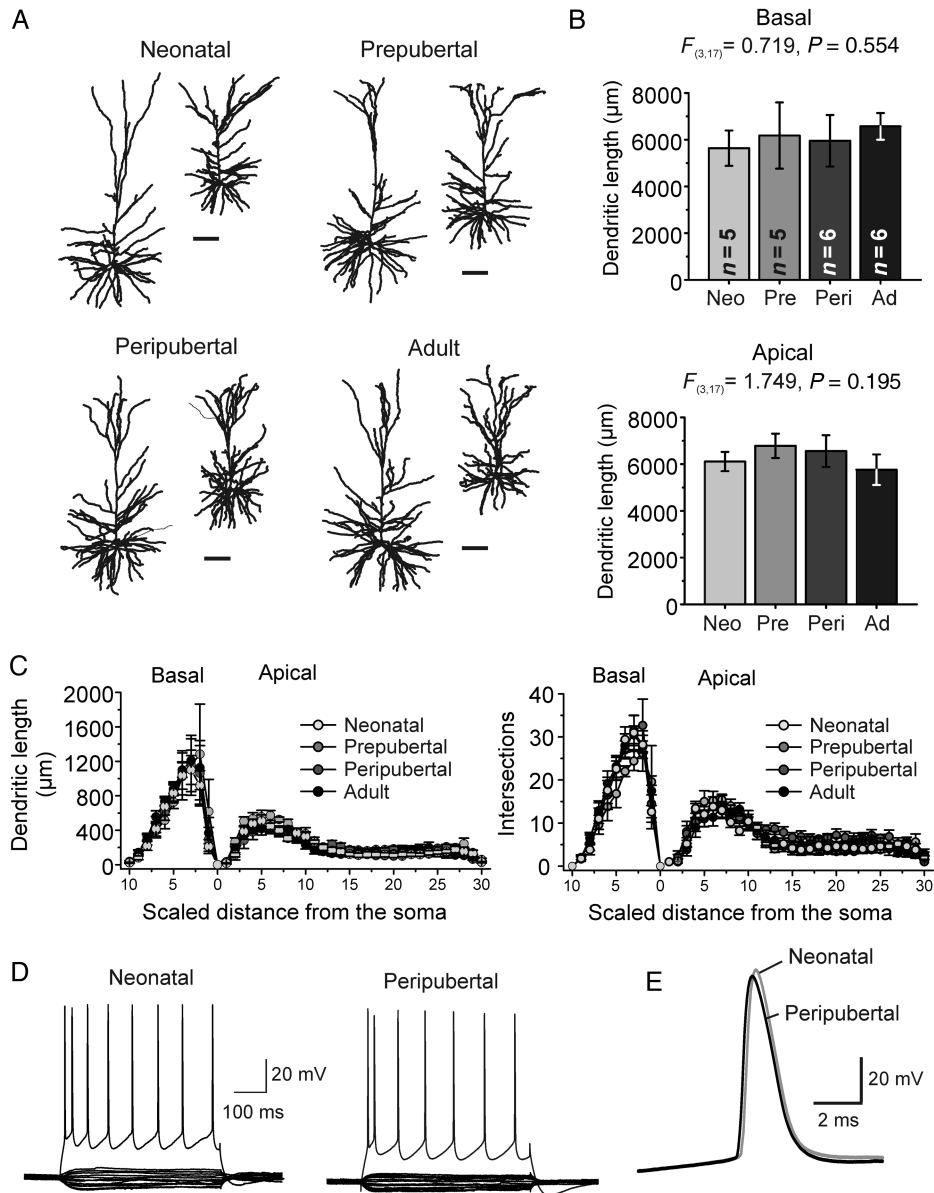 A
Neonatal
Prepubertal
Peripubertal
Adult
B
Basal
F(3,17)= 0.719, P = 0.554
Dendritic length (µm)
8000
6000
4000
2000
0
n = 5
n = 5
n = 6
n = 6
Neo Pre Peri Ad
Apical
F(3,17)= 1.749, P = 0.195
Dendritic length (µm)
8000
6000
4000
2000
0
Neo Pre Peri Ad
C
Basal
Apical
Dendritic length
(µm)
2000
1600
1200
800
400
0
Neonatal
Prepubertal
Peripubertal
Adult
10 5 0 5 10 15 20 25 30
Scaled distance from the soma
Basal
Apical
Intersections
40
30
20
10
0
Neonatal
Prepubertal
Peripubertal
Adult
10 5 0 5 10 15 20 25 30
Scaled distance from the soma
D
Neonatal
20 mV
100 ms
Peripubertal
E
Neonatal
Peripubertal
20 mV
2 ms